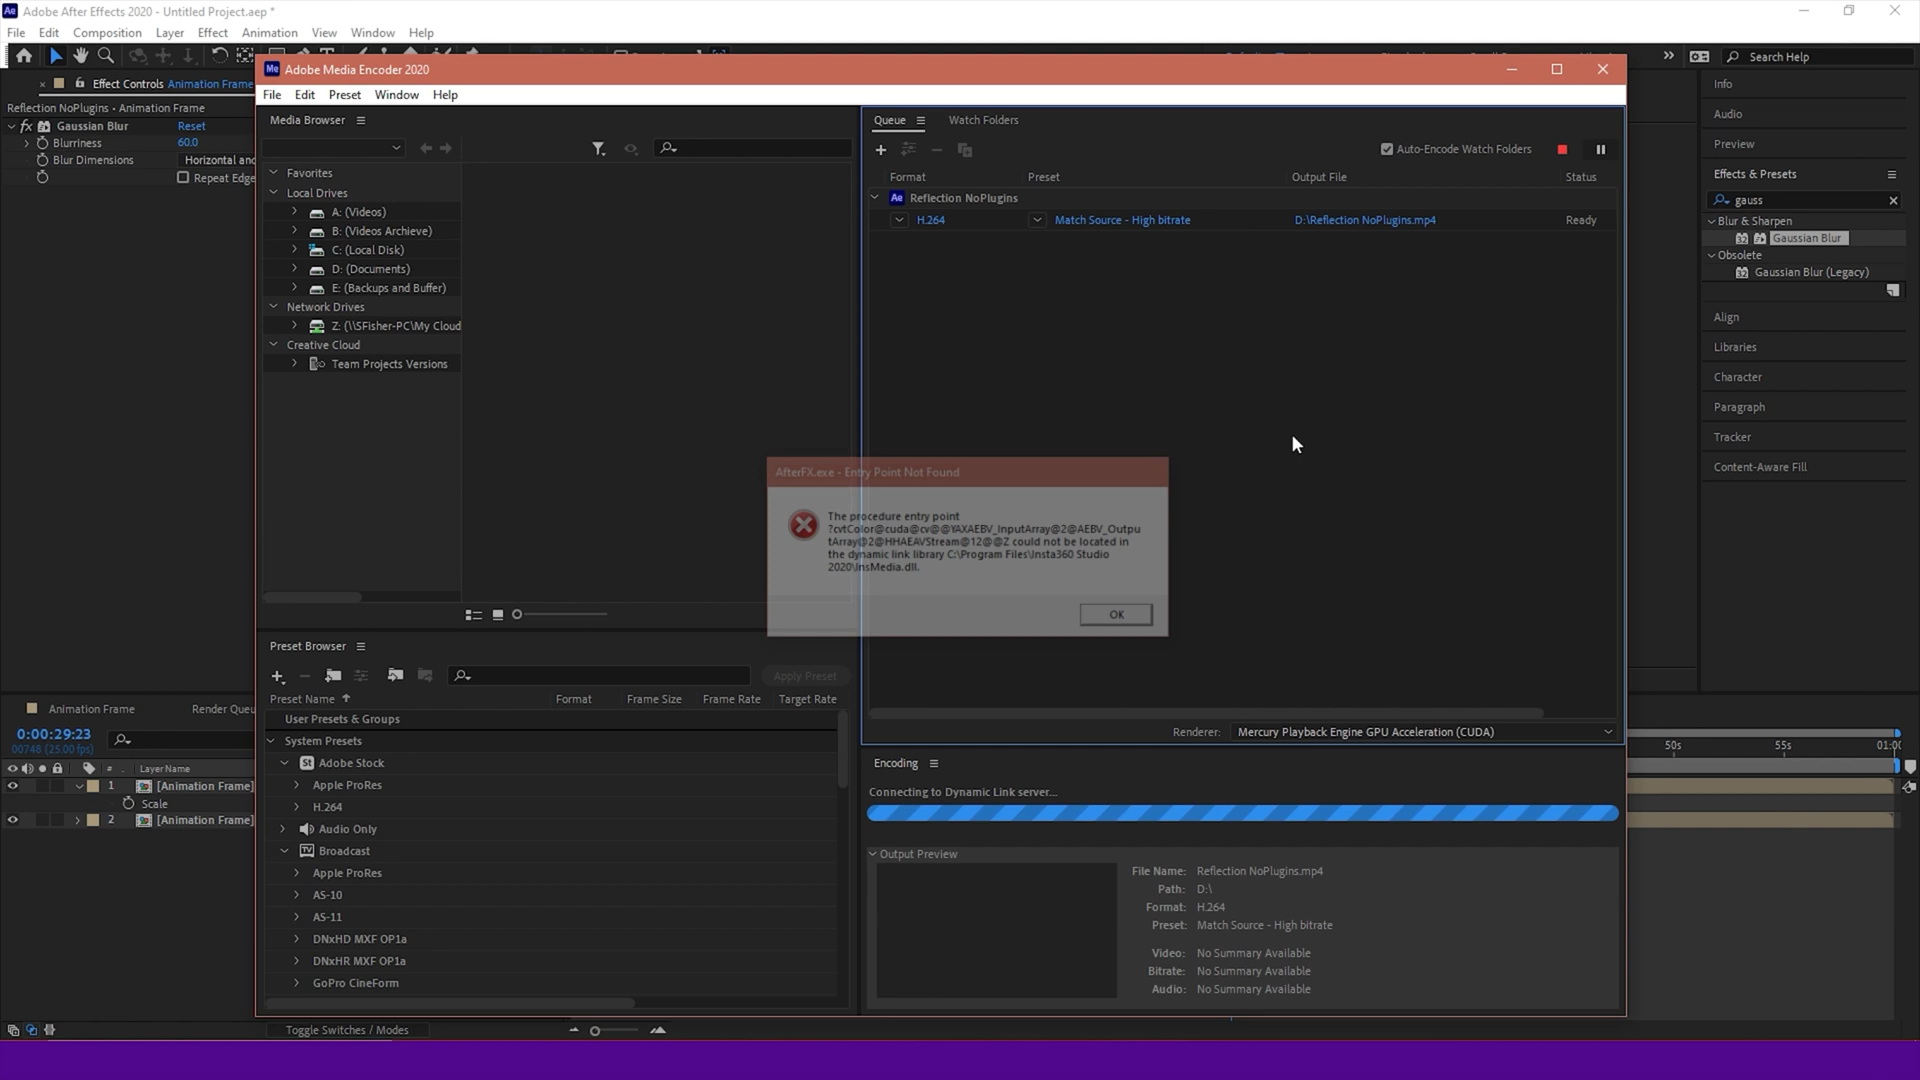 Adobe After Effects 2020 - Untitled Project.aep *
File Edit Composition Layer Effect Animation View Window Help
Search Help
Effect Controls Animation Frame
Reflection NoPlugins • Animation Frame
fx Gaussian Blur Reset
Blurriness 60.0
Blur Dimensions Horizontal and
Repeat Edge
Adobe Media Encoder 2020
File Edit Preset Window Help
Media Browser
Favorites
Local Drives
A: (Videos)
B: (Videos Archieve)
C: (Local Disk)
D: (Documents)
E: (Backups and Buffer)
Network Drives
Z: (\\SFisher-PC\My Cloud
Creative Cloud
Team Projects Versions
Queue Watch Folders
Auto-Encode Watch Folders
Format Preset Output File Status
Ae Reflection NoPlugins
H.264 Match Source - High bitrate D:\Reflection NoPlugins.mp4 Ready
AfterFX.exe - Entry Point Not Found
The procedure entry point
?cvtColor@cuda@cv@@YAXAEBV_InputArray@2@AEBV_Outpu
tArray@2@HHAEAVStream@12@@Z could not be located in
the dynamic link library C:\Program Files\Insta360 Studio
2020\InsMedia.dll.
OK
Renderer: Mercury Playback Engine GPU Acceleration (CUDA)
Preset Browser
Apply Preset
Preset Name Format Frame Size Frame Rate Target Rate
User Presets & Groups
System Presets
St Adobe Stock
Apple ProRes
H.264
Audio Only
Broadcast
Apple ProRes
AS-10
AS-11
DNxHD MXF OP1a
DNxHR MXF OP1a
GoPro CineForm
Encoding
Connecting to Dynamic Link server...
Output Preview
File Name: Reflection NoPlugins.mp4
Path: D:\
Format: H.264
Preset: Match Source - High bitrate
Video: No Summary Available
Bitrate: No Summary Available
Audio: No Summary Available
Info
Audio
Preview
Effects & Presets
gauss
Blur & Sharpen
Gaussian Blur
Obsolete
Gaussian Blur (Legacy)
Align
Libraries
Character
Paragraph
Tracker
Content-Aware Fill
Animation Frame Render Queu
0:00:29:23
00748 (25.00 fps)
# Layer Name
1 [Animation Frame]
Scale
2 [Animation Frame]
50s 55s 01:00
Toggle Switches / Modes